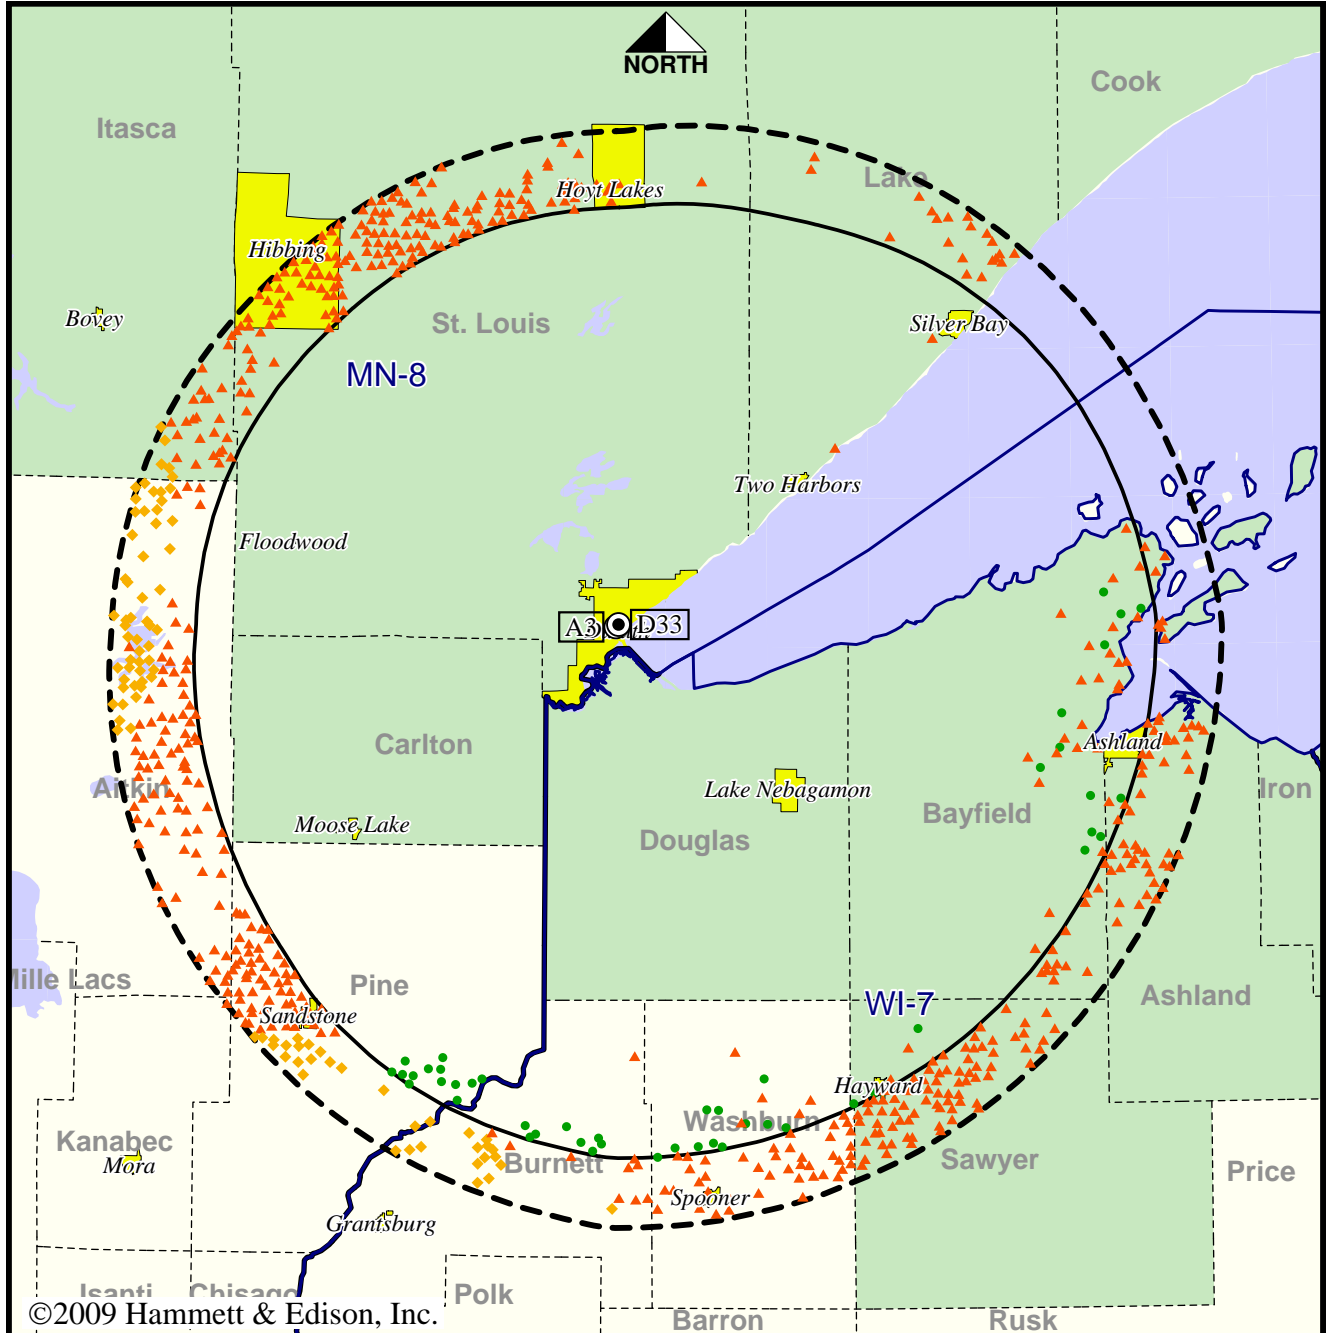 NORTH
Cook
Itasca
Lake
Hoyt Lakes
Hibbing
Bovey
St. Louis
Silver Bay
MN-8
Two Harbors
Floodwood
A3
D33
Carlton
Ashland
Aitkin
Lake Nebagamon
Iron
Moose Lake
Bayfield
Douglas
Mille Lacs
Pine
Ashland
WI-7
Sandstone
Hayward
Washburn
Kanabec
Mora
Burnett
Sawyer
Price
Spooner
Grantsburg
Isanti
Chisago
Polk
©2009 Hammett & Edison, Inc.
Barron
Rusk